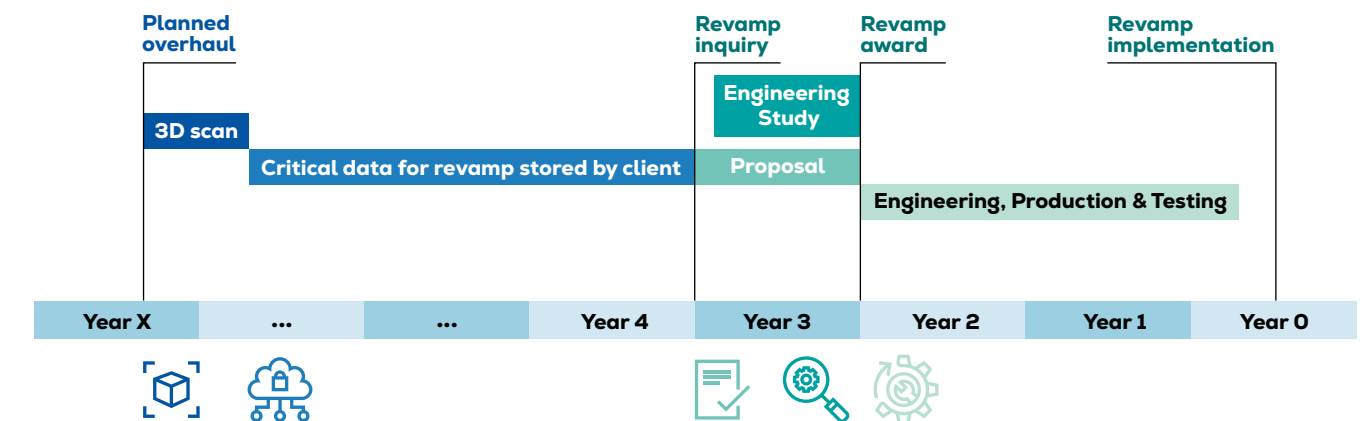 Planned
overhaul
Revamp
inquiry
Revamp
award
Revamp
implementation
Engineering
Study
3D scan
Critical data for revamp stored by client
Proposal
Engineering, Production & Testing
Year X
...
...
Year 4
Year 3
Year 2
Year 1
Year 0